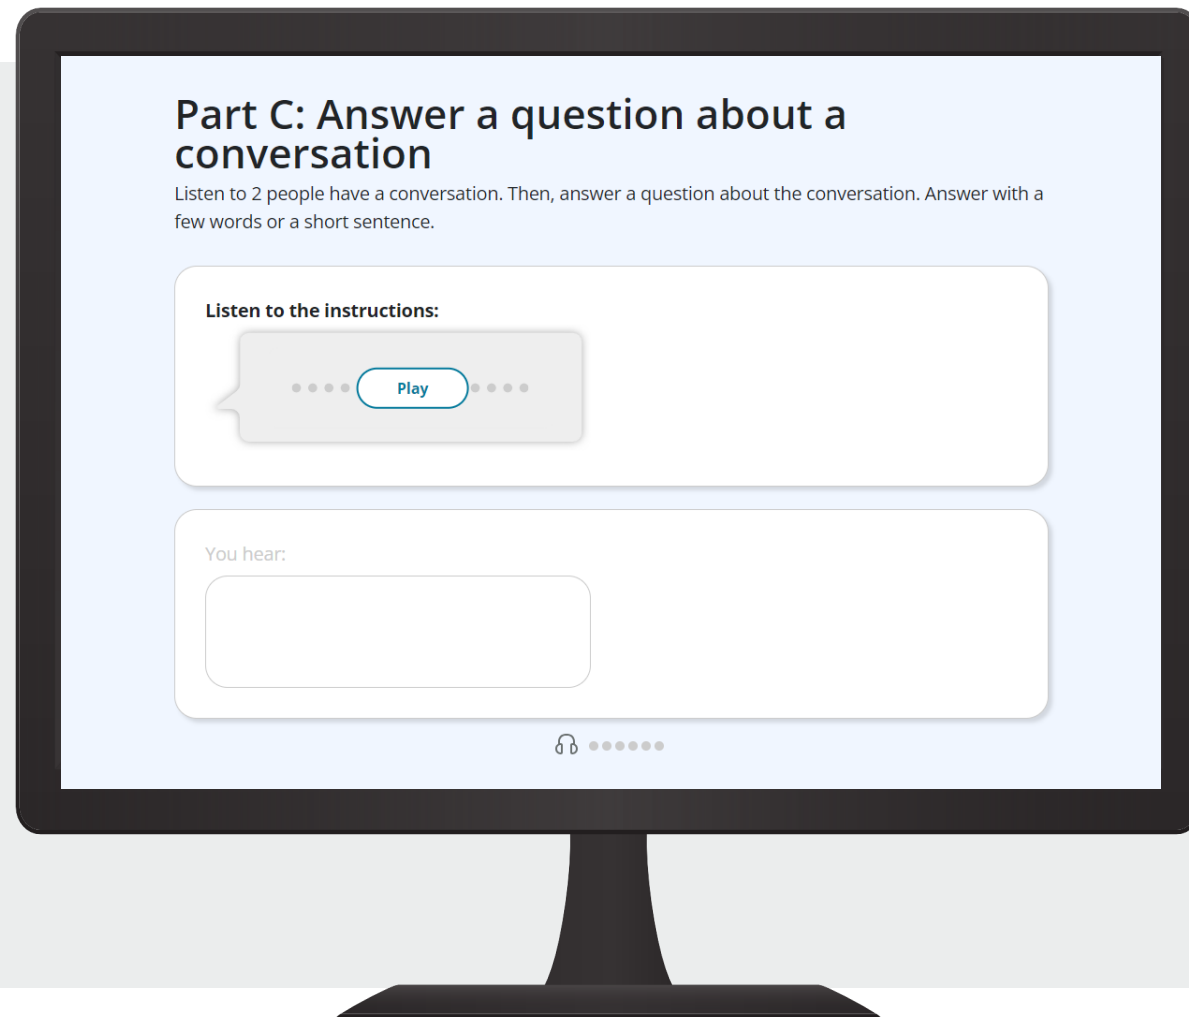 Part C: Answer a question about a
conversation
Listen to 2 people have a conversation. Then, answer a question about the conversation. Answer with a
few words or a short sentence.
Listen to the instructions:
Play
You hear: